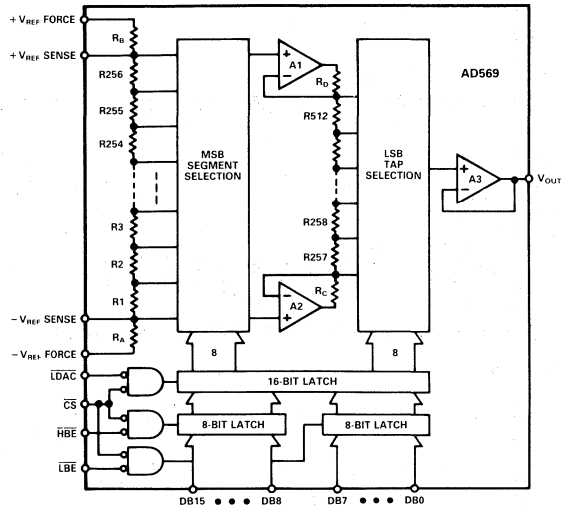 + VREF FORCE
RB
+ VREF SENSE
R256
R255
R254
R3
R2
R1
− VREF SENSE
RA
− VREF FORCE
MSB
SEGMENT
SELECTION
+
−
A1
RD
R512
R258
R257
RC
−
+
A2
LSB
TAP
SELECTION
AD569
+
−
A3
VOUT
8
8
LDAC
CS
HBE
LBE
16-BIT LATCH
8-BIT LATCH
8-BIT LATCH
DB15 • • • DB8 DB7 • • • • DB0